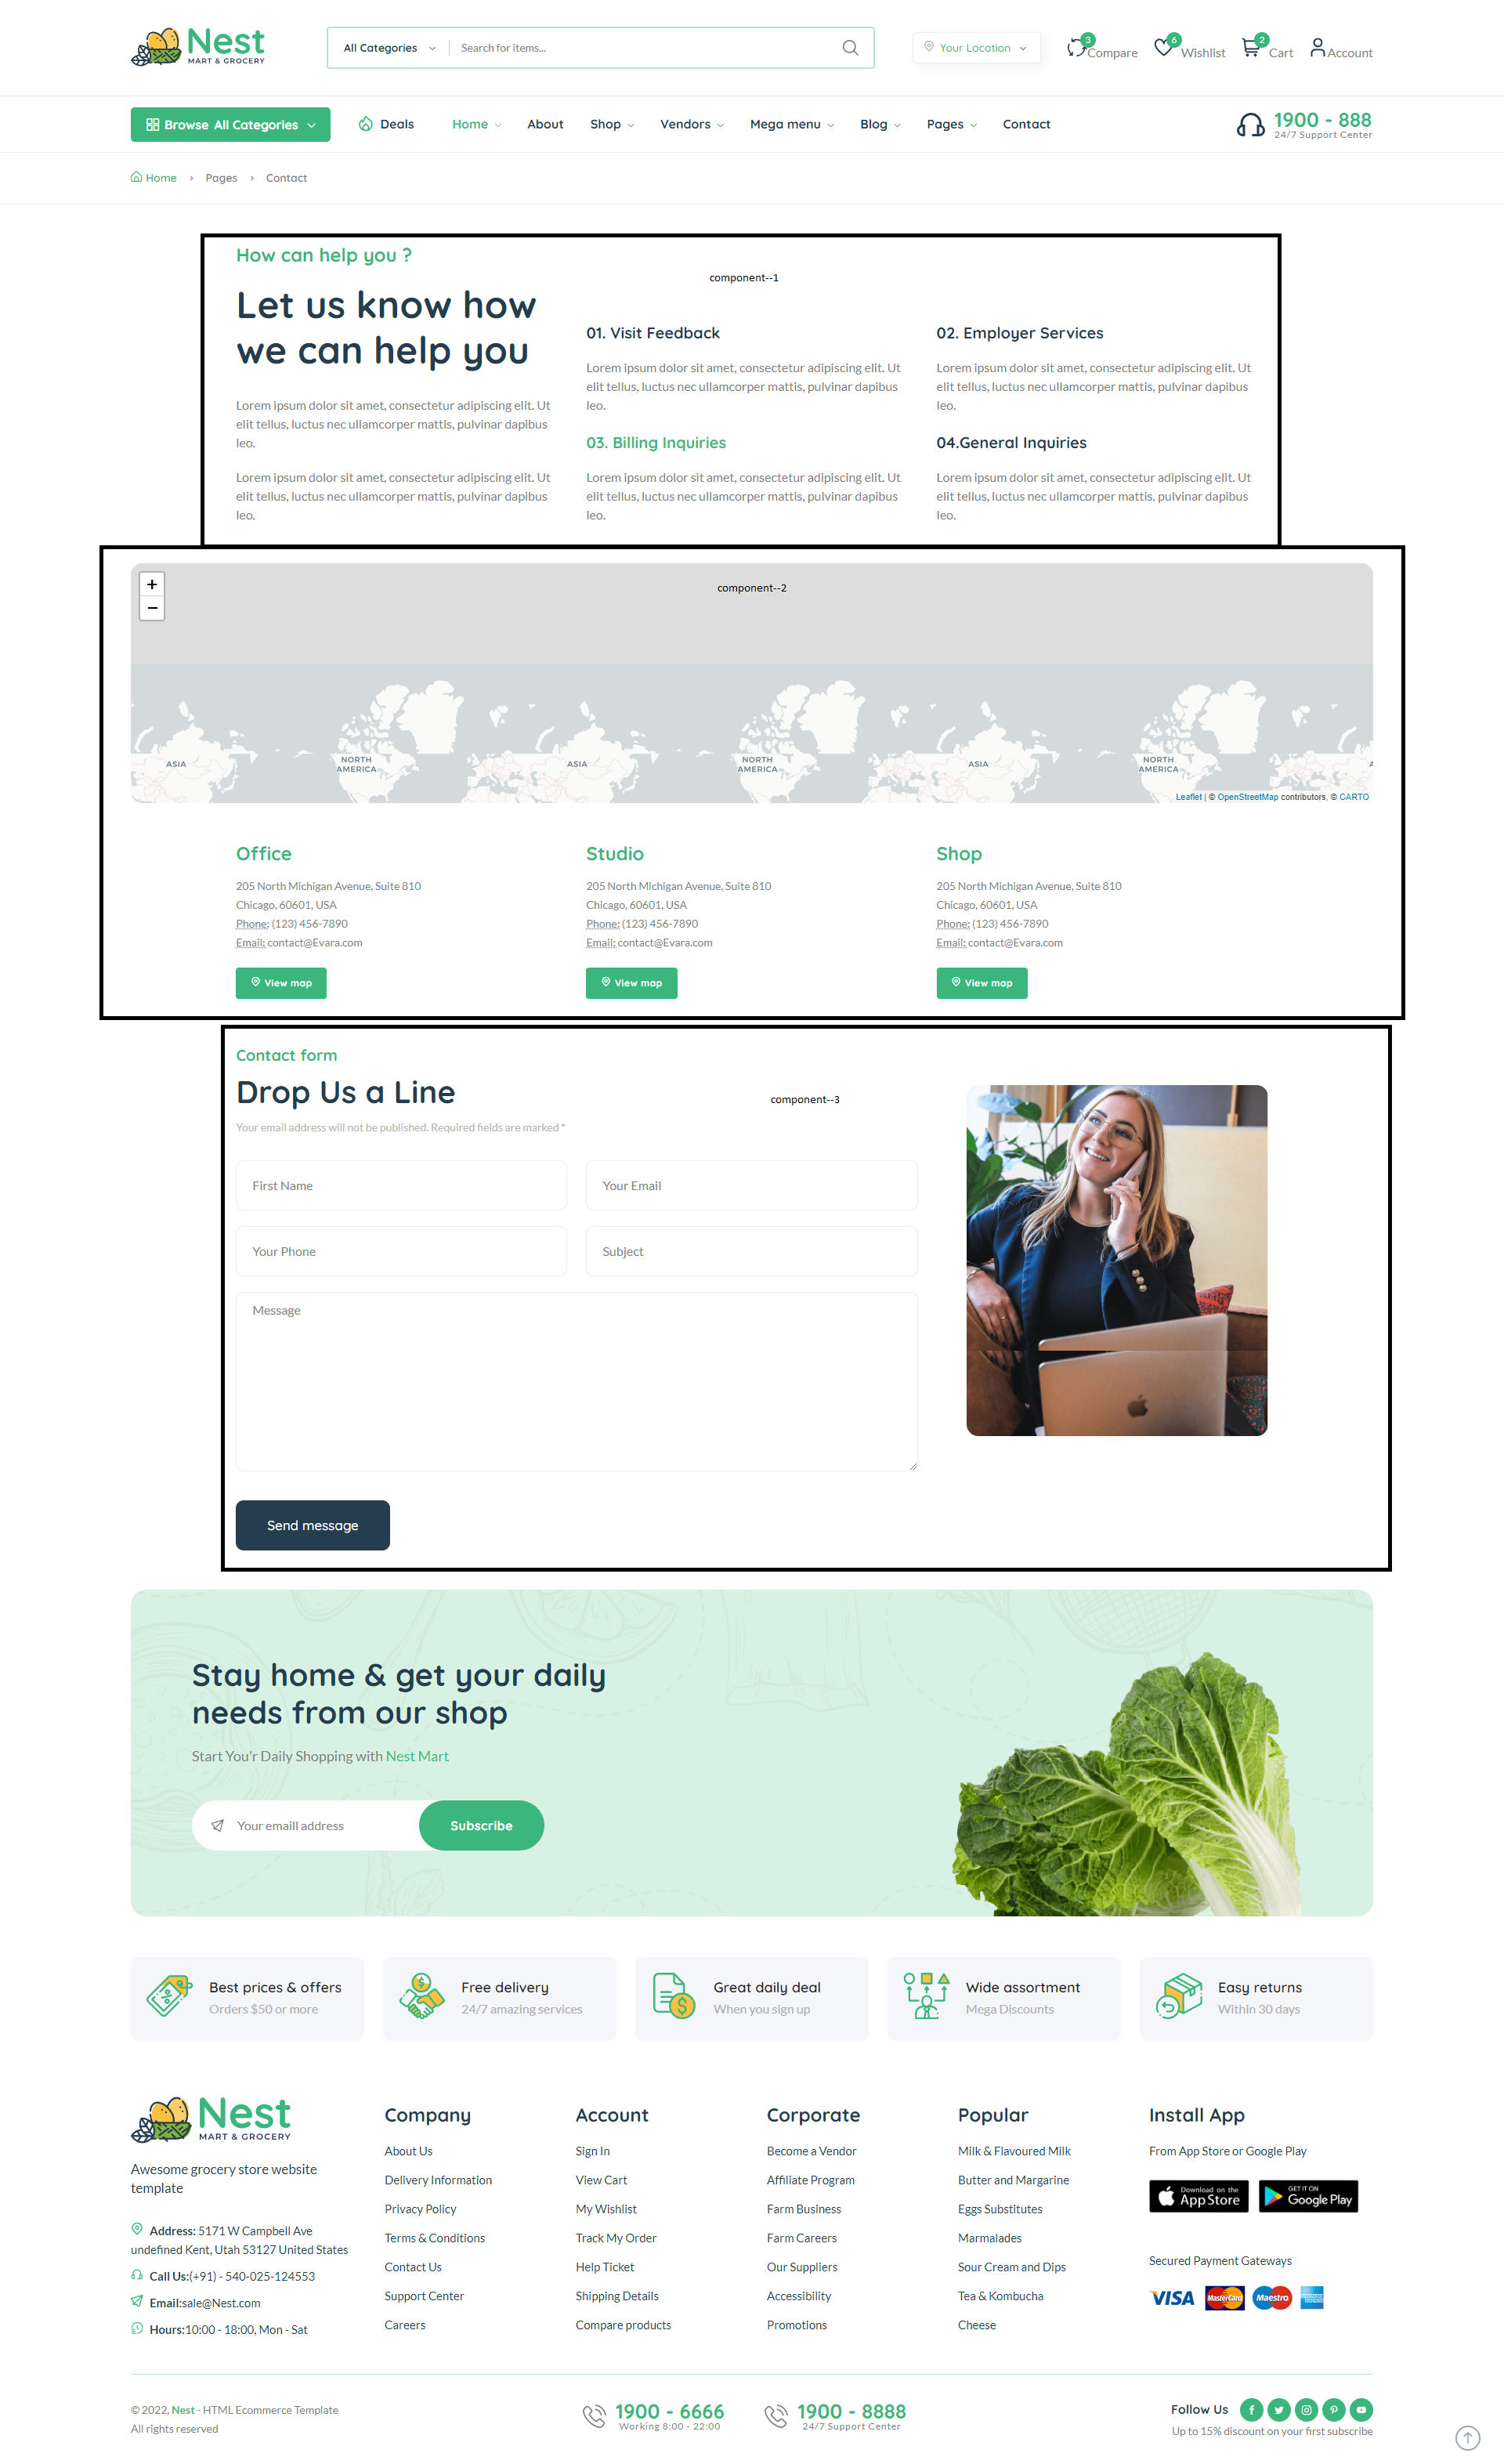 Nest
MART & GROCERY
All Categories
Search for items...
Your Location
3
Compare
6
Wishlist
2
Cart
Account
Browse All Categories
Deals
Home
About
Shop
Vendors
Mega menu
Blog
Pages
Contact
1900 - 888
24/7 Support Center
Home › Pages › Contact
How can help you ?
component--1
Let us know how
we can help you
Lorem ipsum dolor sit amet, consectetur adipiscing elit. Ut
elit tellus, luctus nec ullamcorper mattis, pulvinar dapibus
leo.
Lorem ipsum dolor sit amet, consectetur adipiscing elit. Ut
elit tellus, luctus nec ullamcorper mattis, pulvinar dapibus
leo.
01. Visit Feedback
Lorem ipsum dolor sit amet, consectetur adipiscing elit. Ut
elit tellus, luctus nec ullamcorper mattis, pulvinar dapibus
leo.
02. Employer Services
Lorem ipsum dolor sit amet, consectetur adipiscing elit. Ut
elit tellus, luctus nec ullamcorper mattis, pulvinar dapibus
leo.
03. Billing Inquiries
Lorem ipsum dolor sit amet, consectetur adipiscing elit. Ut
elit tellus, luctus nec ullamcorper mattis, pulvinar dapibus
leo.
04.General Inquiries
Lorem ipsum dolor sit amet, consectetur adipiscing elit. Ut
elit tellus, luctus nec ullamcorper mattis, pulvinar dapibus
leo.
+
−
component--2
ASIA
NORTH
AMERICA
ASIA
NORTH
AMERICA
ASIA
NORTH
AMERICA
A
Leaflet | © OpenStreetMap contributors, © CARTO
Office
205 North Michigan Avenue, Suite 810
Chicago, 60601, USA
Phone: (123) 456-7890
Email: contact@Evara.com
View map
Studio
205 North Michigan Avenue, Suite 810
Chicago, 60601, USA
Phone: (123) 456-7890
Email: contact@Evara.com
View map
Shop
205 North Michigan Avenue, Suite 810
Chicago, 60601, USA
Phone: (123) 456-7890
Email: contact@Evara.com
View map
Contact form
Drop Us a Line
component--3
Your email address will not be published. Required fields are marked *
First Name
Your Email
Your Phone
Subject
Message
Send message
Stay home & get your daily
needs from our shop
Start You'r Daily Shopping with Nest Mart
Your emaill address
Subscribe
Best prices & offers
Orders $50 or more
Free delivery
24/7 amazing services
Great daily deal
When you sign up
Wide assortment
Mega Discounts
Easy returns
Within 30 days
Nest
MART & GROCERY
Awesome grocery store website
template
Address: 5171 W Campbell Ave
undefined Kent, Utah 53127 United States
Call Us:(+91) - 540-025-124553
Email:sale@Nest.com
Hours:10:00 - 18:00, Mon - Sat
Company
About Us
Delivery Information
Privacy Policy
Terms & Conditions
Contact Us
Support Center
Careers
Account
Sign In
View Cart
My Wishlist
Track My Order
Help Ticket
Shipping Details
Compare products
Corporate
Become a Vendor
Affiliate Program
Farm Business
Farm Careers
Our Suppliers
Accessibility
Promotions
Popular
Milk & Flavoured Milk
Butter and Margarine
Eggs Substitutes
Marmalades
Sour Cream and Dips
Tea & Kombucha
Cheese
Install App
From App Store or Google Play
Download on the
App Store
GET IT ON
Google Play
Secured Payment Gateways
VISA
MasterCard
Maestro
© 2022, Nest - HTML Ecommerce Template
All rights reserved
1900 - 6666
Working 8:00 - 22:00
1900 - 8888
24/7 Support Center
Follow Us
Up to 15% discount on your first subscribe